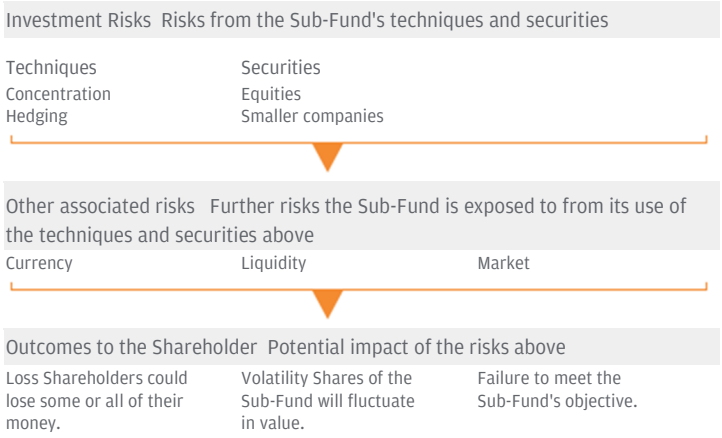 Investment Risks Risks from the Sub-Fund's techniques and securities
Techniques Securities
Concentration Equities
Hedging Smaller companies
Other associated risks Further risks the Sub-Fund is exposed to from its use of
the techniques and securities above
Currency Liquidity Market
Outcomes to the Shareholder Potential impact of the risks above
Loss Shareholders could
lose some or all of their
money.
Volatility Shares of the
Sub-Fund will fluctuate
in value.
Failure to meet the
Sub-Fund's objective.